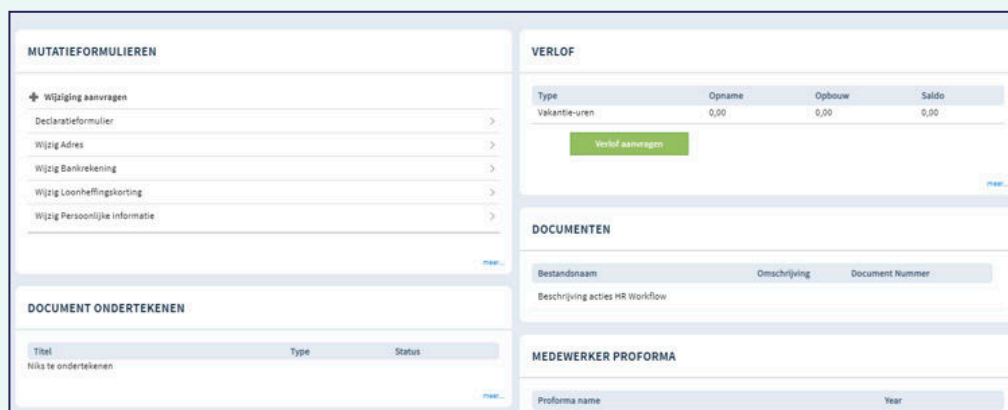 MUTATIEFORMULIEREN
Wijziging aanvragen
Declaratieformulier
Wijzig Adres
Wijzig Bankrekening
Wijzig Loonheffingskorting
Wijzig Persoonlijke informatie
meer...
DOCUMENT ONDERTEKENEN
Titel Type Status
Niks te ondertekenen
meer...
VERLOF
Type Opname Opbouw Saldo
Vakantie-uren 0,00 0,00 0,00
Verlof aanvragen
meer...
DOCUMENTEN
Bestandsnaam Omschrijving Document Nummer
Beschrijving acties HR Workflow
MEDEWERKER PROFORMA
Proforma name Year